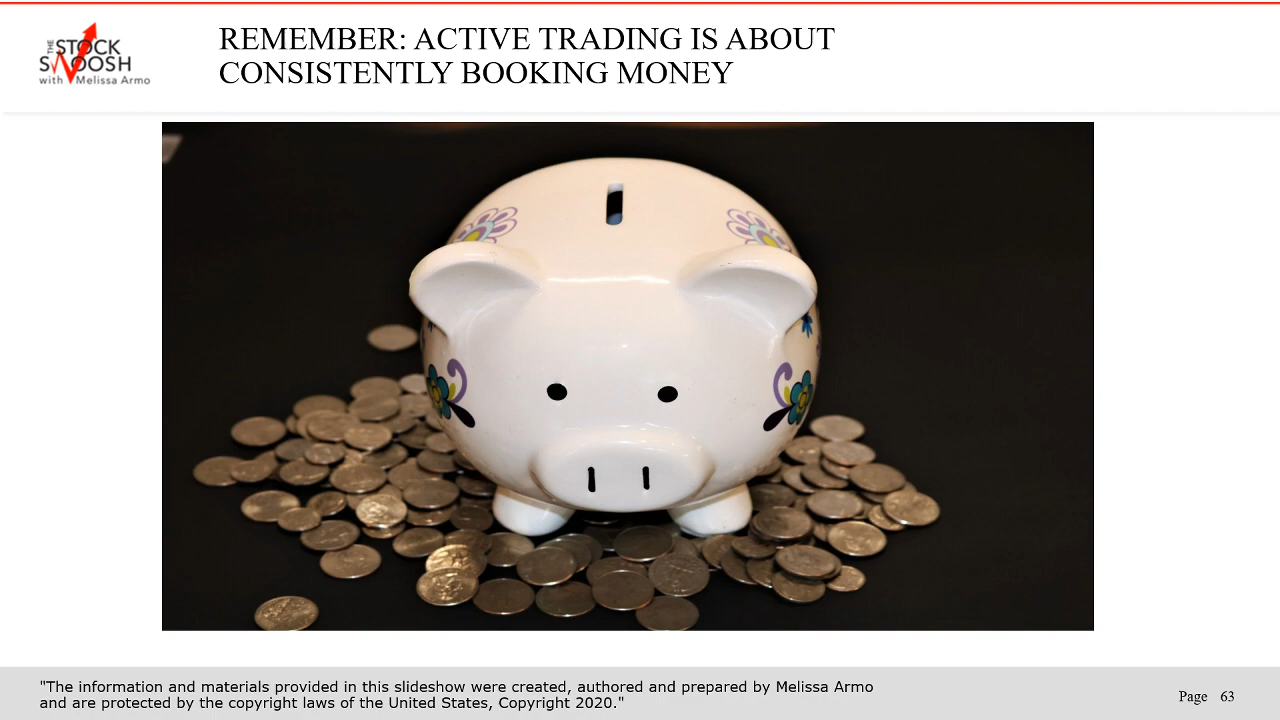 THE
STOCK
SWOOSH
with Melissa Armo
REMEMBER: ACTIVE TRADING IS ABOUT
CONSISTENTLY BOOKING MONEY
"The information and materials provided in this slideshow were created, authored and prepared by Melissa Armo
and are protected by the copyright laws of the United States, Copyright 2020."
Page 63